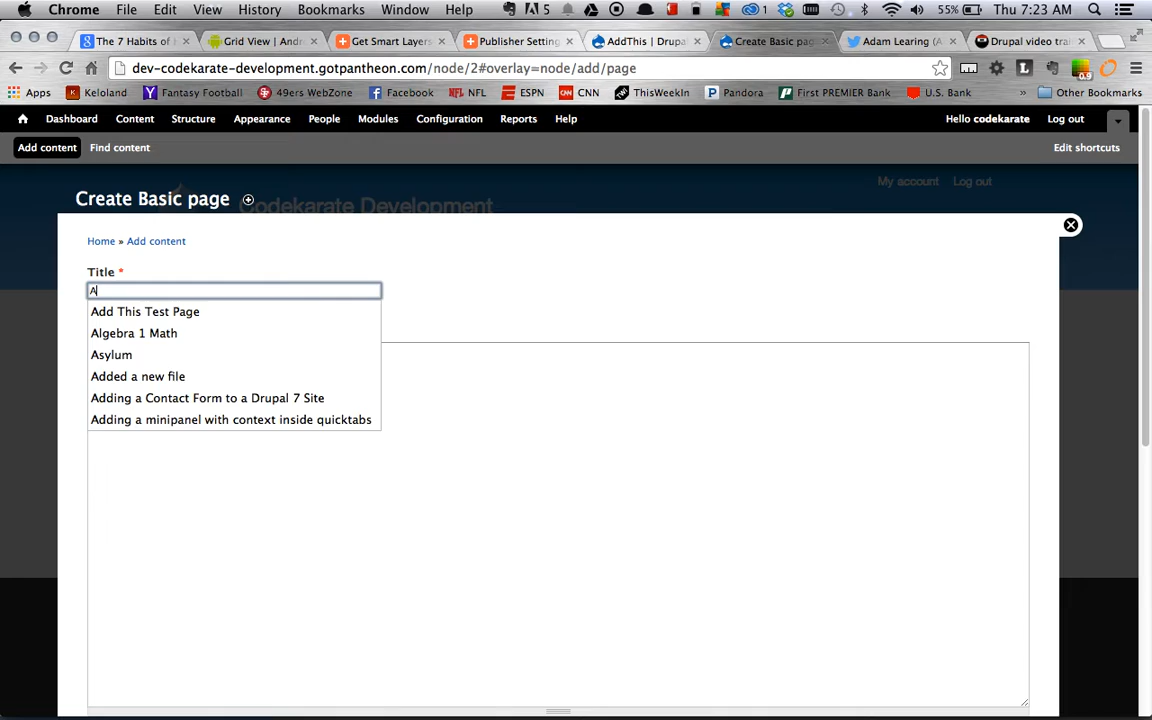 Chrome File Edit View History Bookmarks Window Help 5 1 55% Thu 7:23 AM
The 7 Habits of Grid View | Andr Get Smart Layers Publisher Setting AddThis | Drupa Create Basic pag Adam Learing (A Drupal video trai
dev-codekarate-development.gotpantheon.com/node/2#overlay=node/add/page 0.9
Apps Keloland Fantasy Football 49ers WebZone Facebook NFL ESPN CNN ThisWeekIn Pandora First PREMIER Bank U.S. Bank » Other Bookmarks
Dashboard Content Structure Appearance People Modules Configuration Reports Help Hello codekarate Log out
Add content Find content Edit shortcuts
My account Log out
Create Basic page Codekarate Development
Home » Add content
Title *
A
Add This Test Page
Algebra 1 Math
Asylum
Added a new file
Adding a Contact Form to a Drupal 7 Site
Adding a minipanel with context inside quicktabs